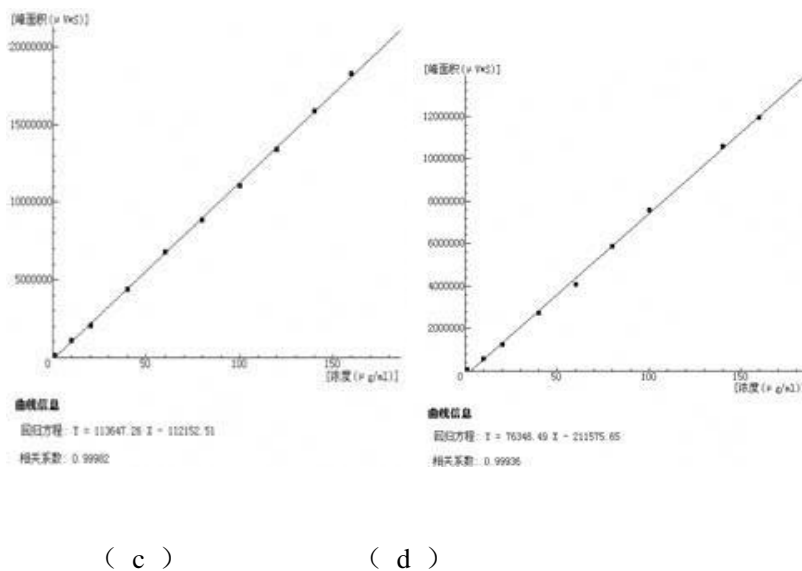 [峰面积(μV*S)]
20000000
15000000
10000000
5000000
0
50
100
150
[浓度(μg/ml)]
曲线信息
回归方程: Y = 113647.26 X - 112152.51
相关系数: 0.99982
[峰面积(μV*S)]
12000000
10000000
8000000
6000000
4000000
2000000
0
50
100
150
[浓度(μg/ml)]
曲线信息
回归方程: Y = 76348.49 X - 211575.65
相关系数: 0.99936
( c ) ( d )